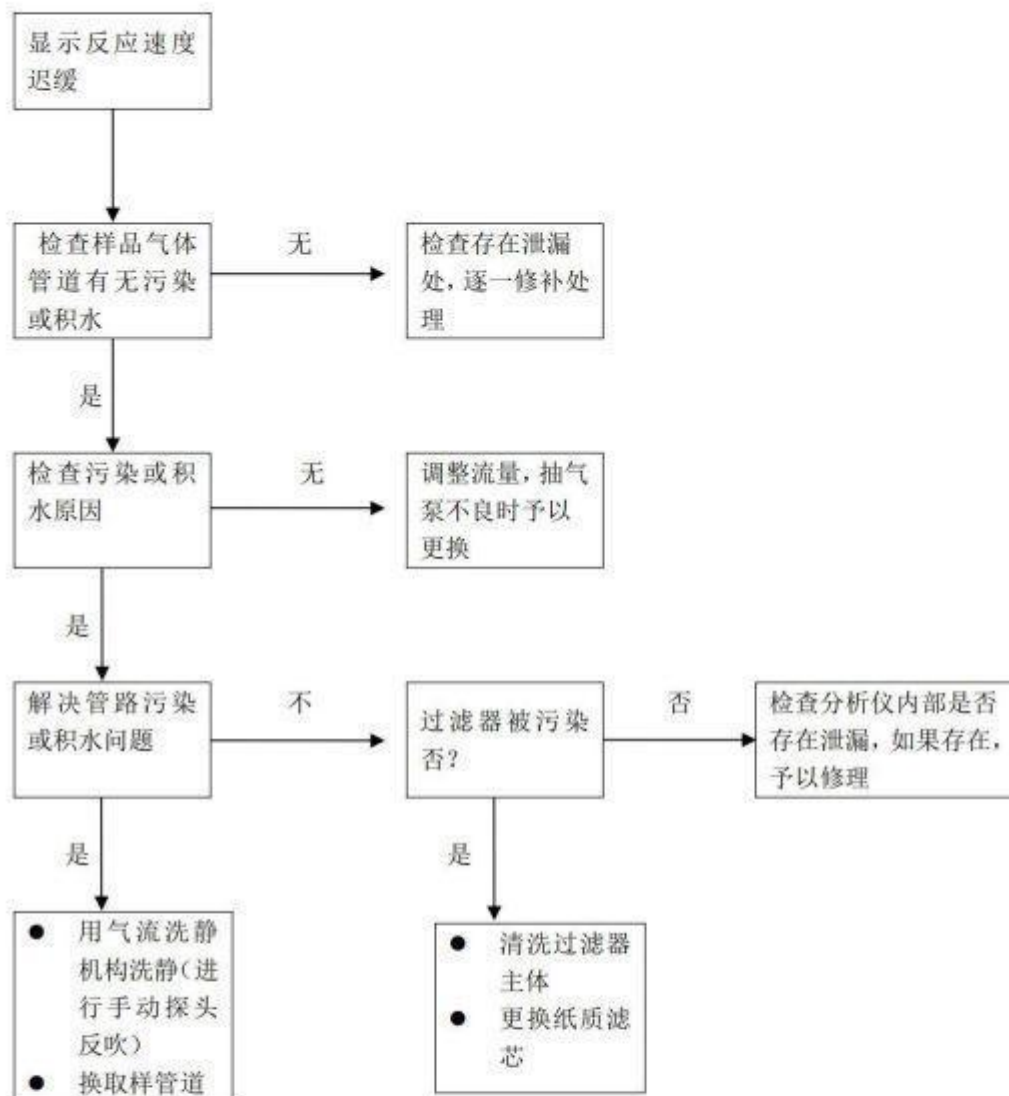 显示反应速度
迟缓
检查样品气体
管道有无污染
或积水
无
检查存在泄漏
处，逐一修补处
理
是
检查污染或积
水原因
无
调整流量，抽气
泵不良时予以
更换
是
解决管路污染
或积水问题
不
过滤器被污染
否？
否
检查分析仪内部是否
存在泄漏，如果存在，
予以修理
是
是
● 用气流洗静
机构洗静（进
行手动探头
反吹）
● 换取样管道
● 清洗过滤器
主体
● 更换纸质滤
芯